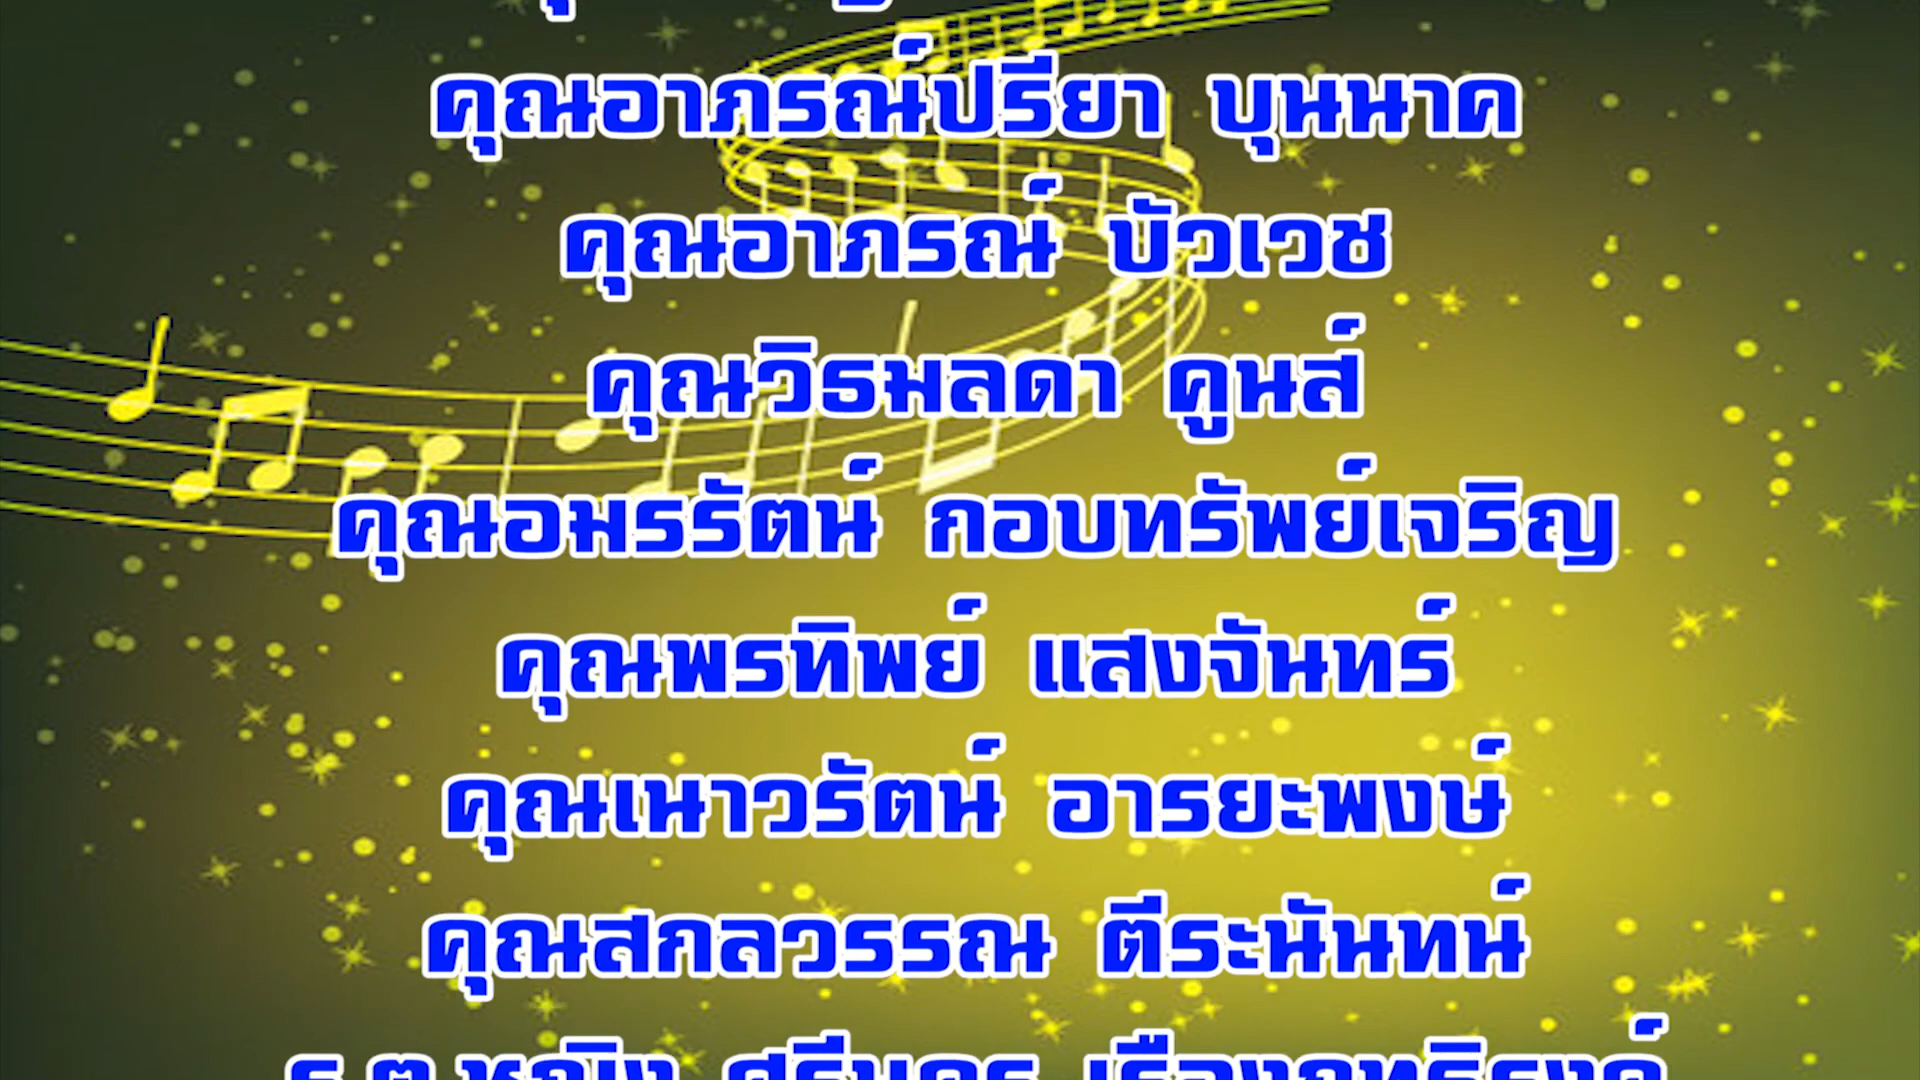 คุณอาภรณ์ปรียา บุนนาค
คุณอาภรณ์ บัวเวช
คุณวิธมลดา คูนส์
คุณอมรรัตน์ กอบทรัพย์เจริญ
คุณพรทิพย์ แสงจันทร์
คุณเนาวรัตน์ อารยะพงษ์
คุณสกลวรรณ ตีระนันทน์
ร.ต.หญิง